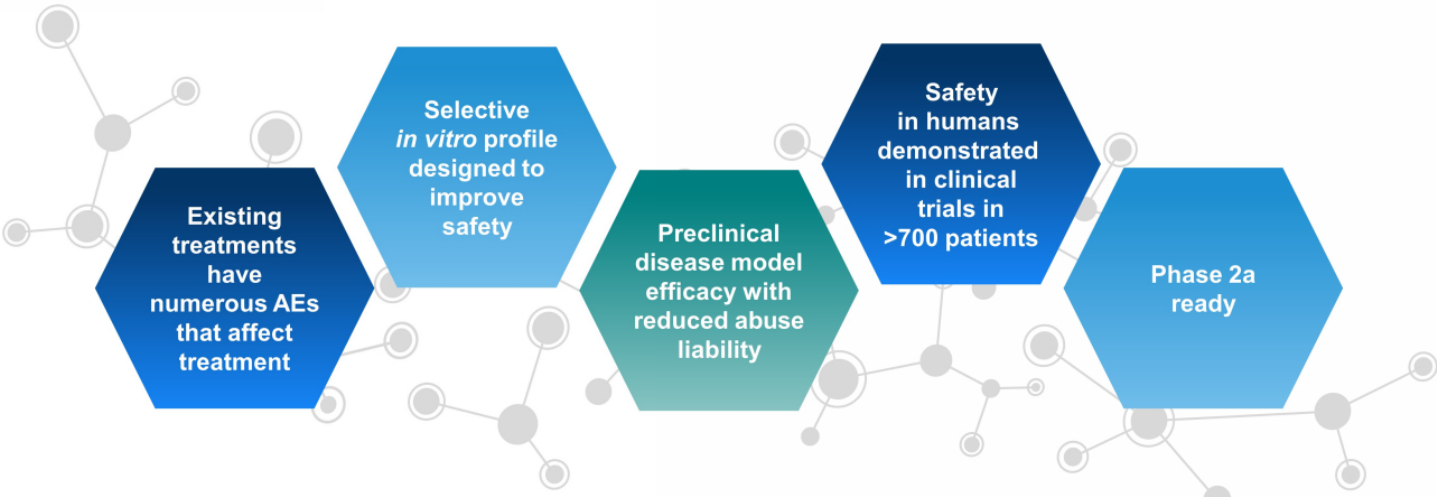 Existing
treatments
have
numerous AEs
that affect
treatment
Selective
in vitro profile
designed to
improve
safety
Preclinical
disease model
efficacy with
reduced abuse
liability
Safety
in humans
demonstrated
in clinical
trials in
>700 patients
Phase 2a
ready